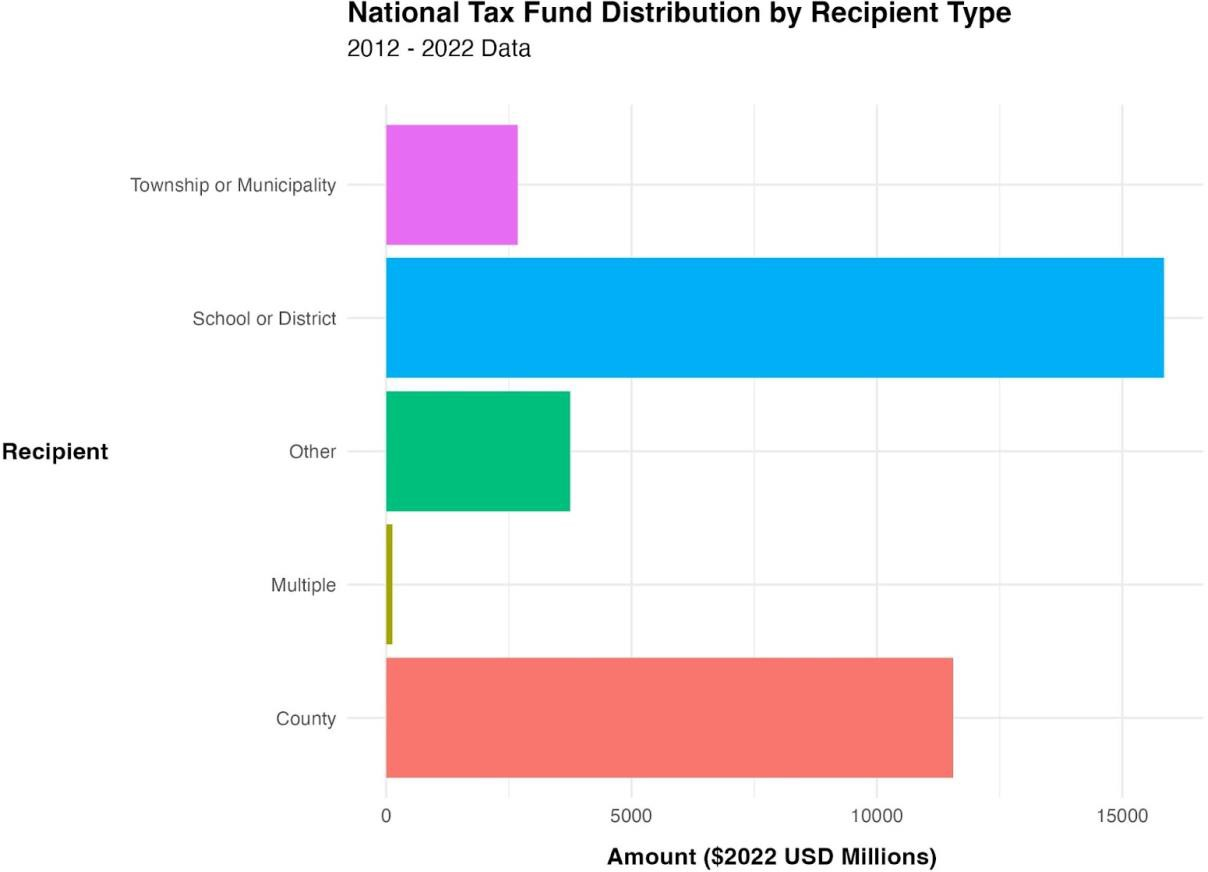 National Tax Fund Distribution by Recipient Type
2012 - 2022 Data
Township or Municipality
School or District
Recipient
Other
Multiple
County
0 5000 10000 15000
Amount ($2022 USD Millions)